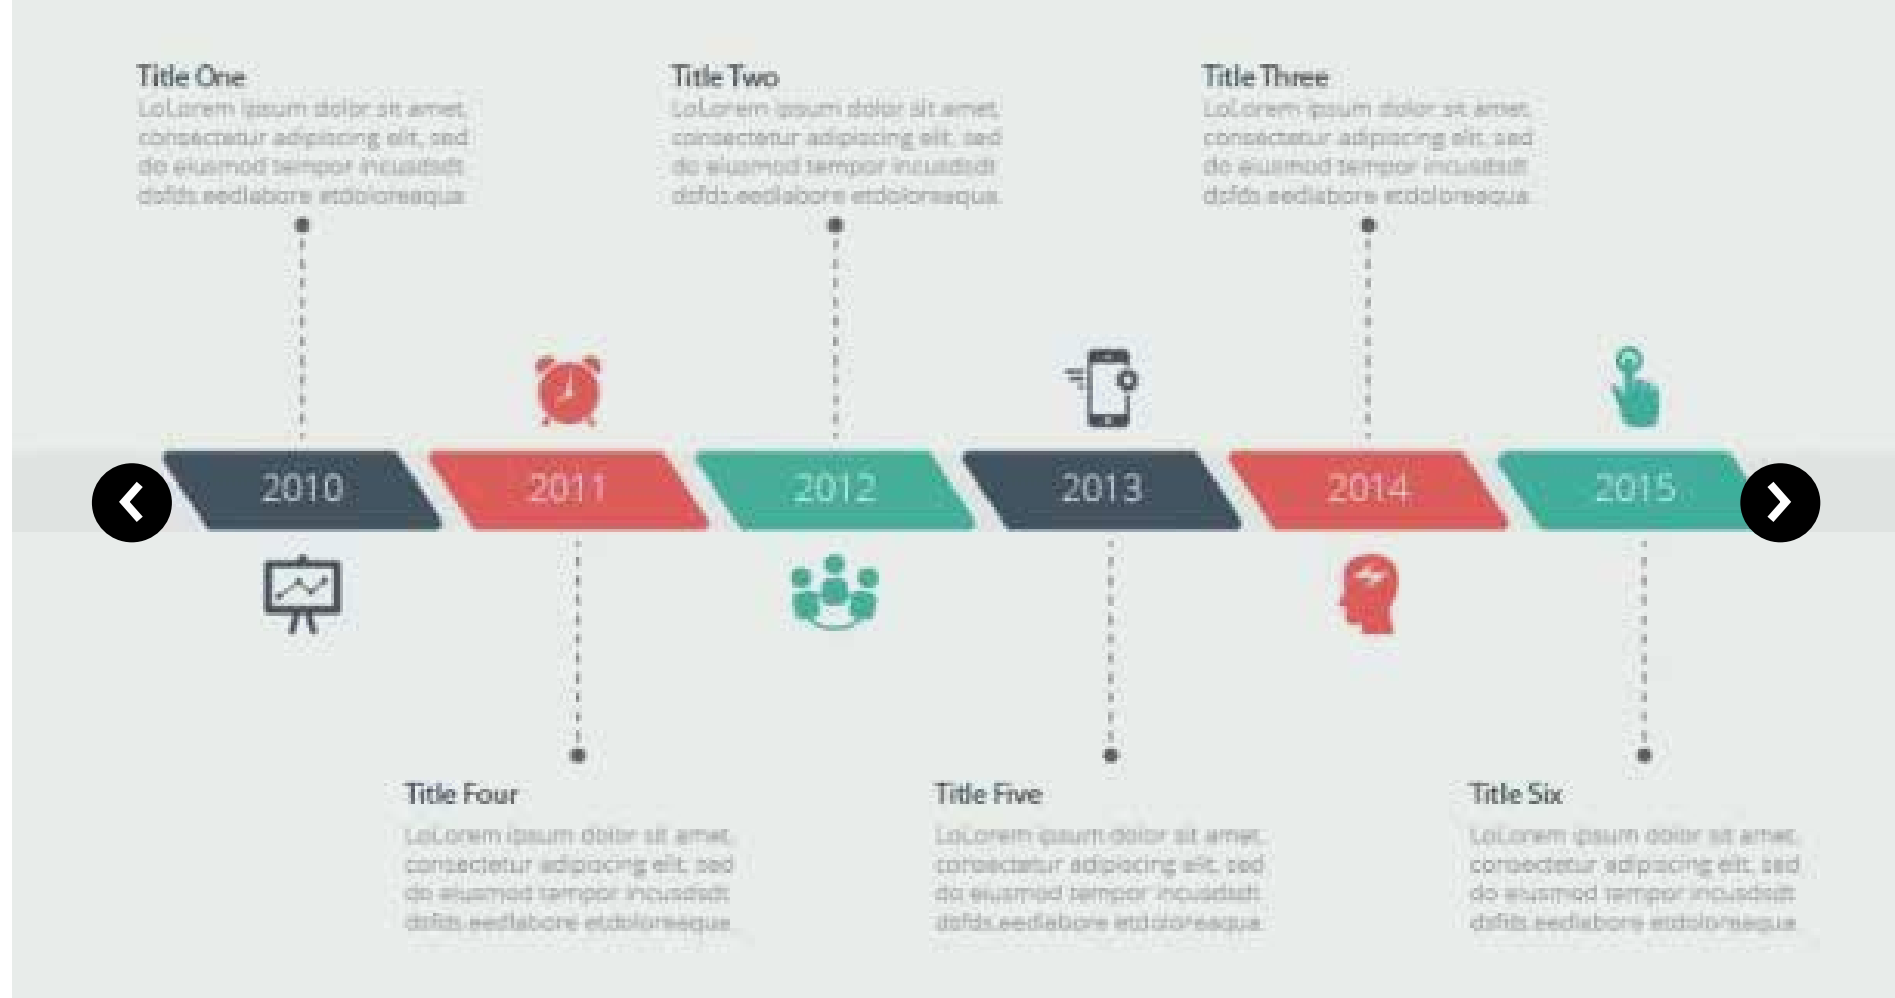 Title One
LoLorem ipsum dolor sit amet,
consectetur adipiscing elit, sed
do eiusmod tempor incusdsdt
dsfds.eedlabore etdoloreaqua.
Title Two
LoLorem ipsum dolor sit amet,
consectetur adipiscing elit, sed
do eiusmod tempor incusdsdt
dsfds.eedlabore etdoloreaqua.
Title Three
LoLorem ipsum dolor sit amet,
consectetur adipiscing elit, sed
do eiusmod tempor incusdsdt
dsfds.eedlabore etdoloreaqua.
2010
2011
2012
2013
2014
2015
Title Four
LoLorem ipsum dolor sit amet,
consectetur adipiscing elit, sed
do eiusmod tempor incusdsdt
dsfds.eedlabore etdoloreaqua.
Title Five
LoLorem ipsum dolor sit amet,
consectetur adipiscing elit, sed
do eiusmod tempor incusdsdt
dsfds.eedlabore etdoloreaqua.
Title Six
LoLorem ipsum dolor sit amet,
consectetur adipiscing elit, sed
do eiusmod tempor incusdsdt
dsfds.eedlabore etdoloreaqua.